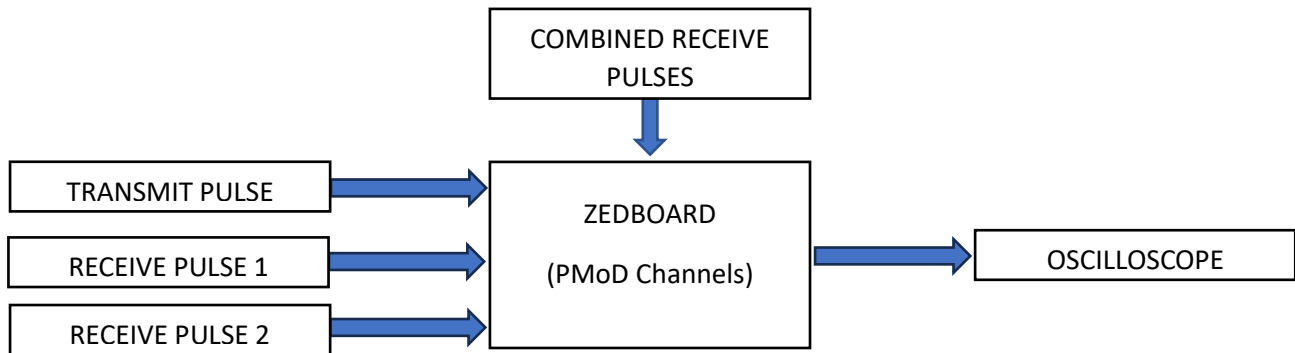 COMBINED RECEIVE
PULSES
TRANSMIT PULSE
RECEIVE PULSE 1
RECEIVE PULSE 2
ZEDBOARD
(PMoD Channels)
OSCILLOSCOPE